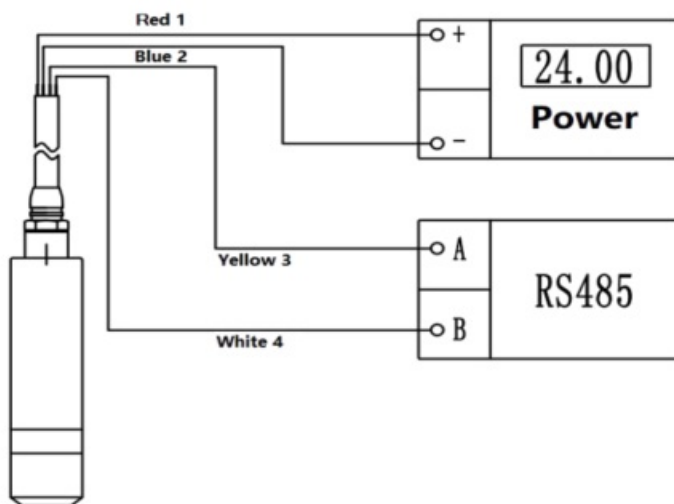 Red 1
+
Blue 2
24.00
Power
-
A
Yellow 3
RS485
B
White 4